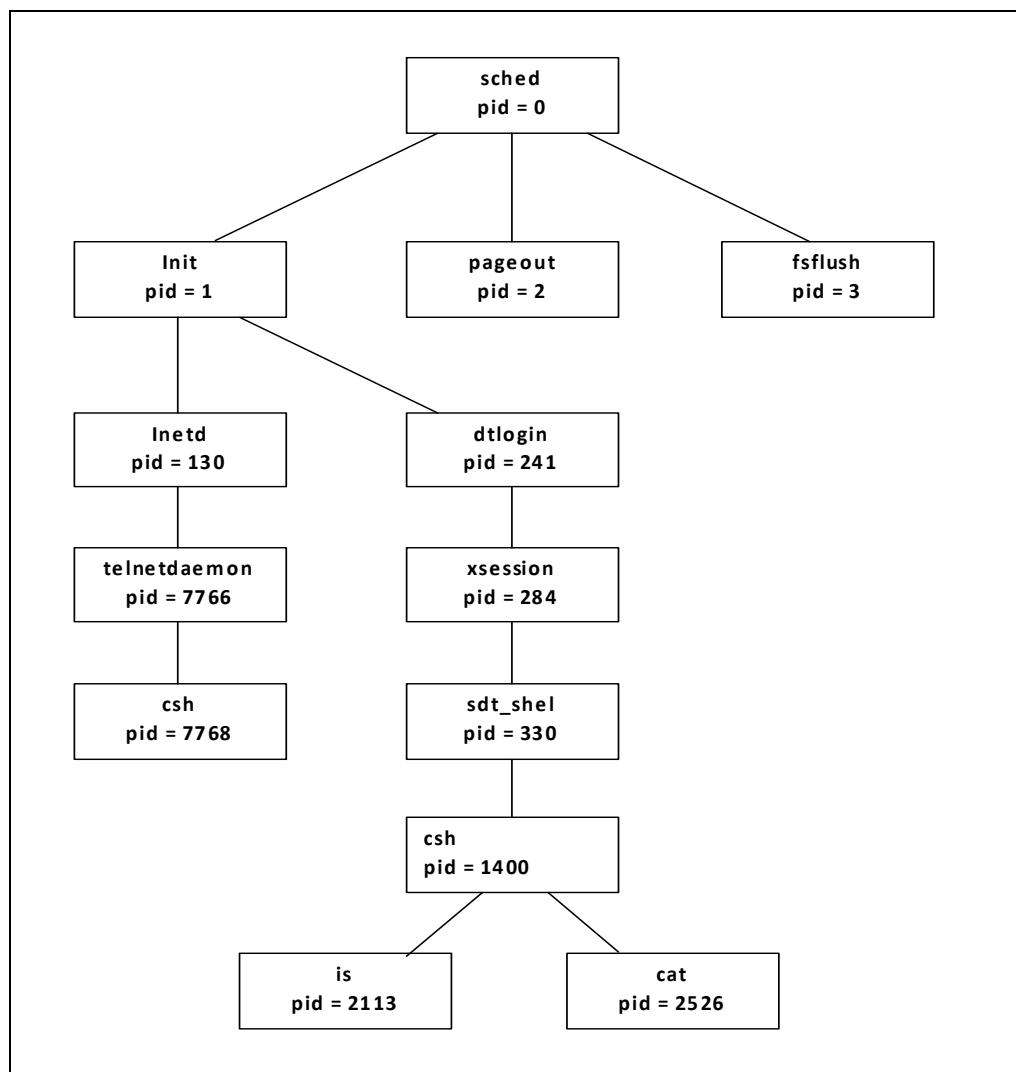 sched
pid = 0
Init
pid = 1
pageout
pid = 2
fsflush
pid = 3
Inetd
pid = 130
dtlogin
pid = 241
telnetdaemon
pid = 7766
xsession
pid = 284
csh
pid = 7768
sdt_shel
pid = 330
csh
pid = 1400
is
pid = 2113
cat
pid = 2526